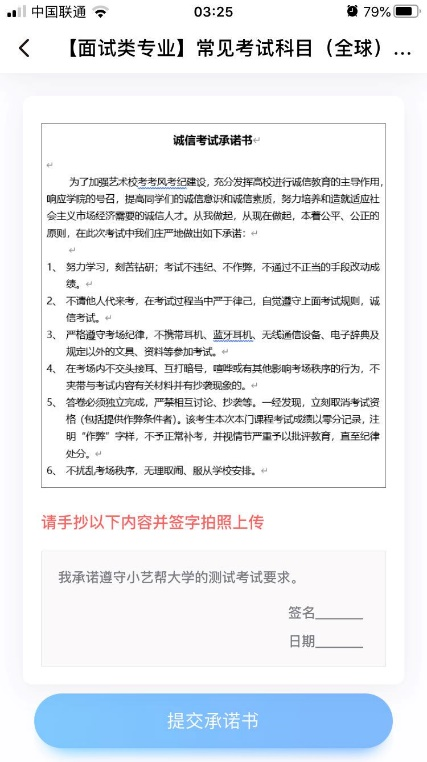 中国联通 03:25 79%
【面试类专业】常见考试科目（全球）...
诚信考试承诺书
为了加强艺术校考考风考纪建设，充分发挥高校进行诚信教育的主导作用，
响应学院的号召，提高同学们的诚信意识和诚信素质，努力培养和造就适应社
会主义市场经济需要的诚信人才。从我做起，从现在做起，本着公平、公正的
原则，在此次考试中我们庄严地做出如下承诺：
1、 努力学习，刻苦钻研；考试不违纪、不作弊，不通过不正当的手段改动成
绩。
2、 不请他人代来考，在考试过程当中严于律己，自觉遵守上面考试规则，诚
信考试。
3、 严格遵守考场纪律，不携带耳机、蓝牙耳机、无线通信设备、电子辞典及
规定以外的文具、资料等参加考试。
4、 在考场内不交头接耳、互打暗号，喧哗或有其他影响考场秩序的行为，不
夹带与考试内容有关材料并有抄袭现象的。
5、 答卷必须独立完成，严禁相互讨论、抄袭等。一经发现，立刻取消考试资
格（包括提供作弊条件者）。该考生本次本门课程考试成绩以零分记录，注
明“作弊”字样，不予正常补考，并视情节严重予以批评教育，直至纪律
处分。
6、 不扰乱考场秩序，无理取闹、服从学校安排。
请手抄以下内容并签字拍照上传
我承诺遵守小艺帮大学的测试考试要求。
签名______
日期______
提交承诺书